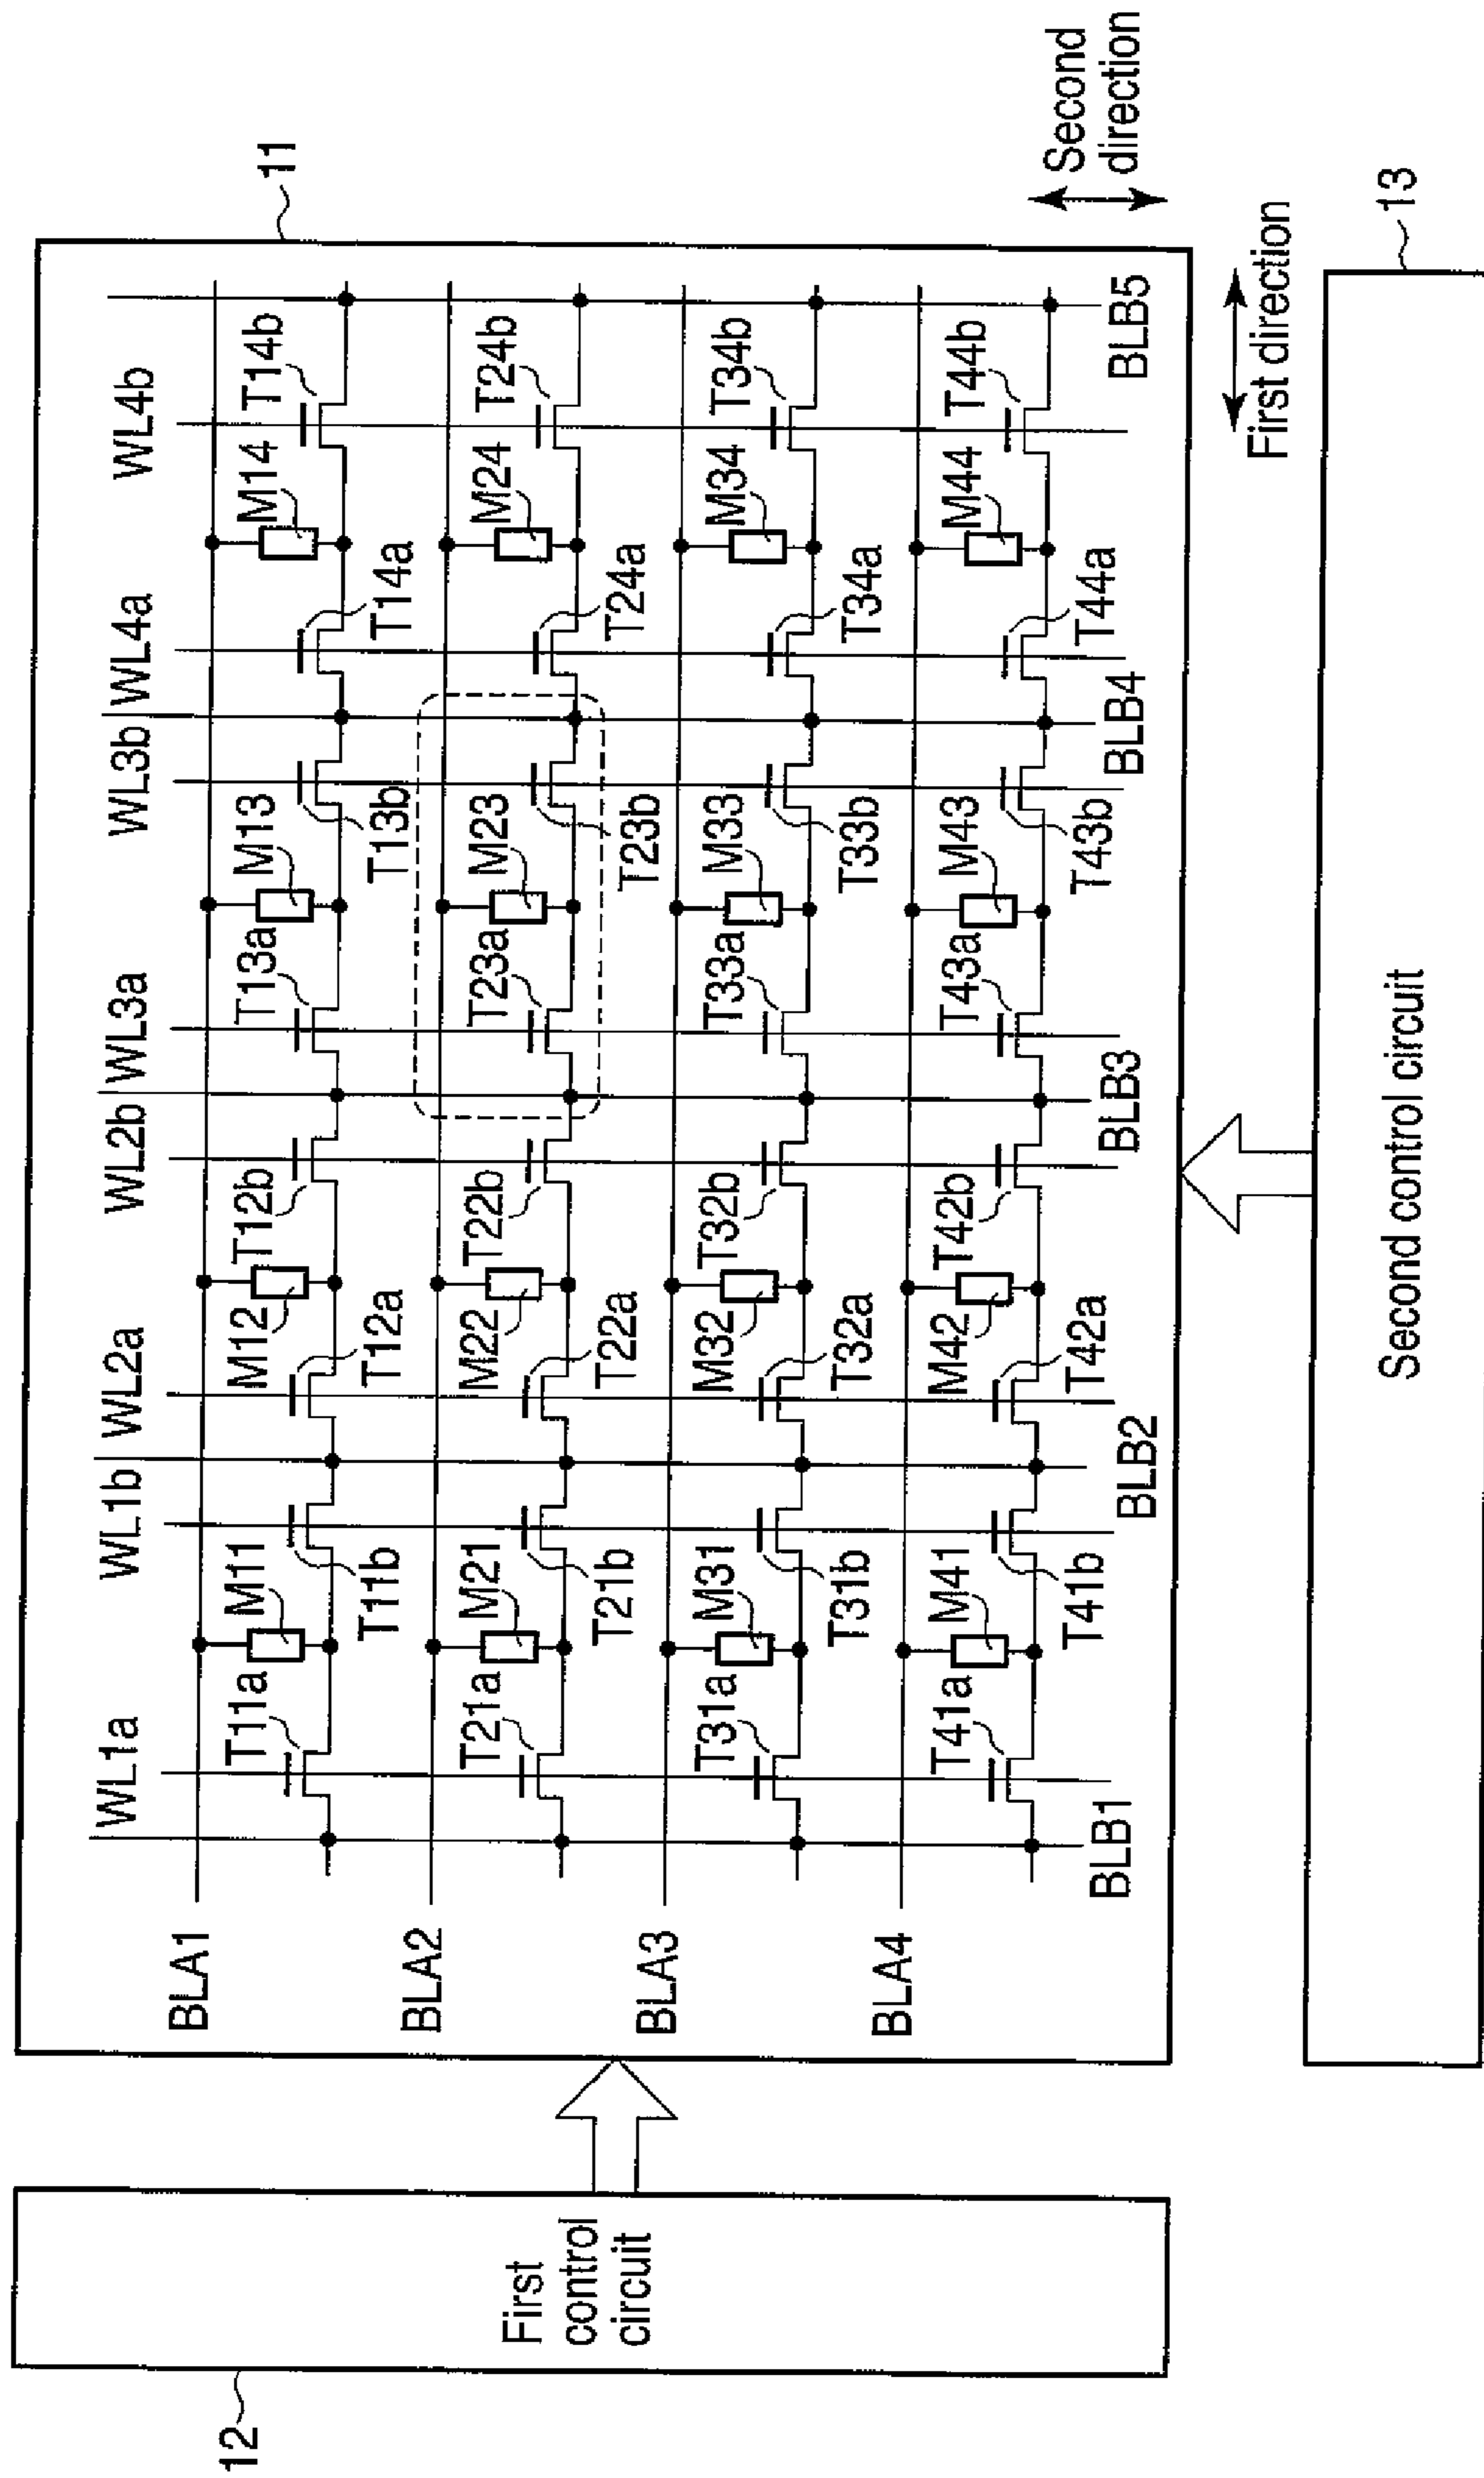 11
WL1a
WL1b
WL2a
WL2b
WL3a
WL3b
WL4a
WL4b
BLA1
T11a
M11
T11b
M12
T12a
T12b
T13a
M13
T13b
T14a
M14
T14b
BLA2
T21a
M21
T21b
M22
T22a
T22b
T23a
M23
T23b
T24a
M24
T24b
BLA3
T31a
M31
T31b
M32
T32a
T32b
T33a
M33
T33b
T34a
M34
T34b
BLA4
T41a
M41
T41b
M42
T42a
T42b
T43a
M43
T43b
T44a
M44
T44b
BLB1
BLB2
BLB3
BLB4
BLB5
12
First
control
circuit
Second
direction
First direction
13
Second control circuit